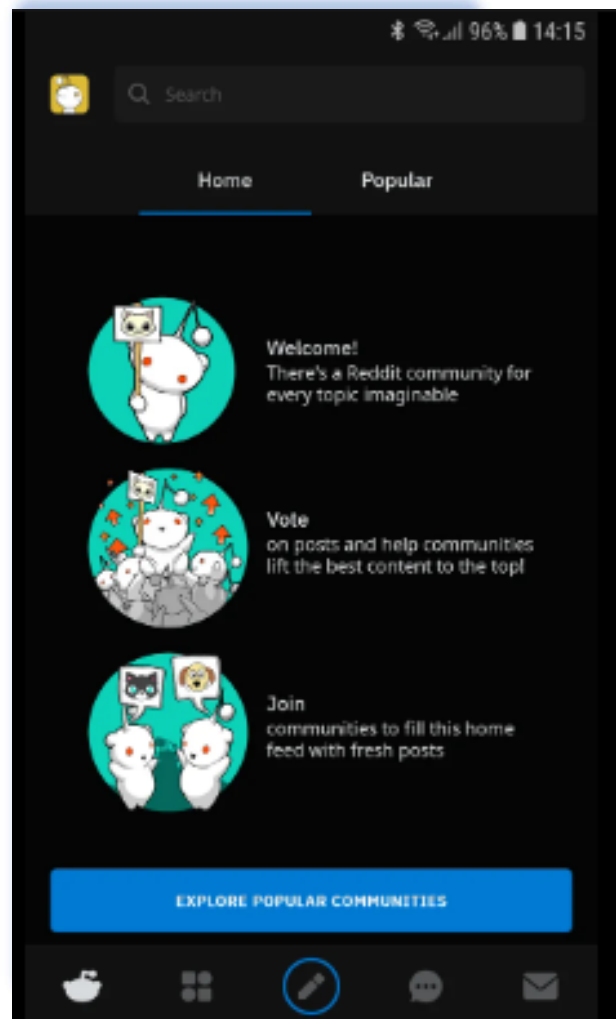 96% 14:15
Search
Home Popular
Welcome!
There's a Reddit community for
every topic imaginable
Vote
on posts and help communities
lift the best content to the top!
Join
communities to fill this home
feed with fresh posts
EXPLORE POPULAR COMMUNITIES